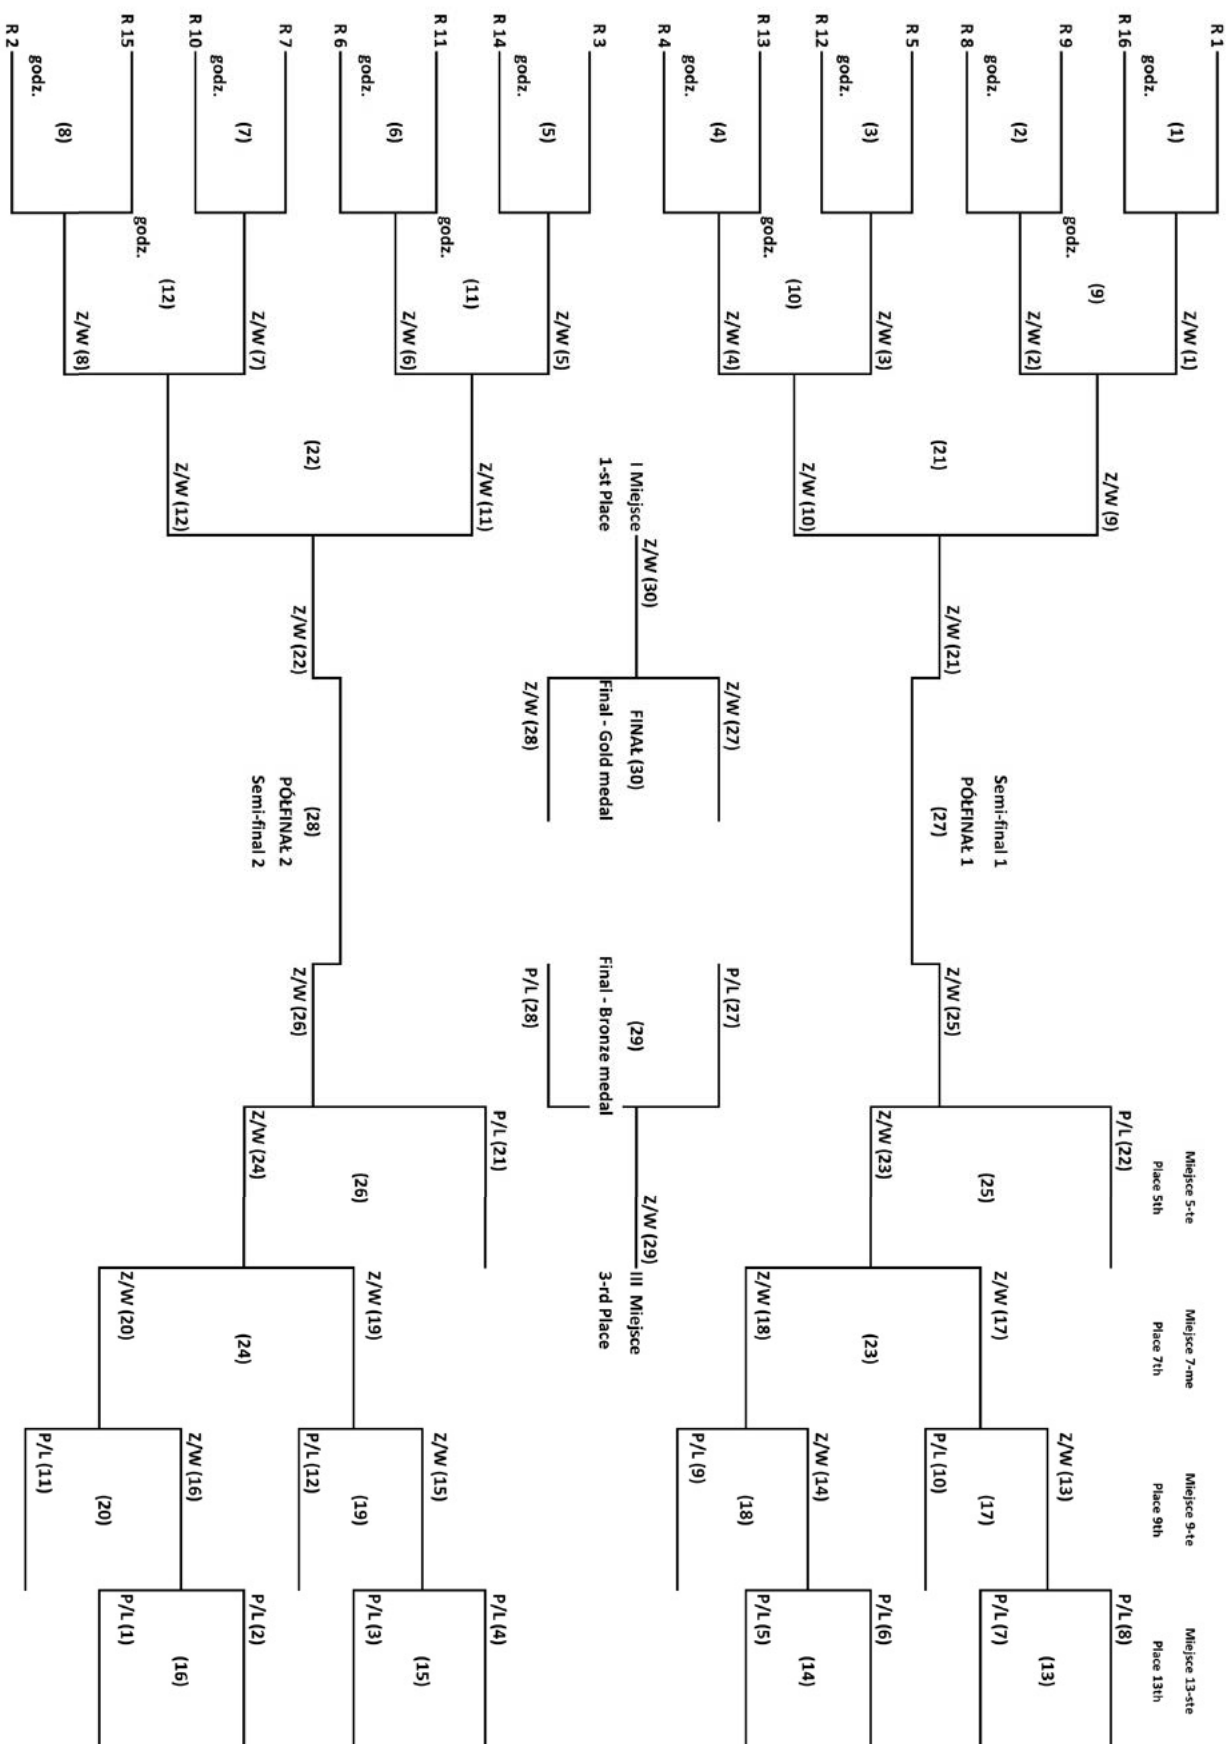 R 1
(1)
godz.
R 16
R 9
(2)
godz.
R 8
R 5
(3)
godz.
R 12
R 13
(4)
godz.
R 4
R 3
(5)
godz.
R 14
R 11
(6)
godz.
R 6
R 7
(7)
godz.
R 10
R 15
(8)
godz.
R 2
Z/W (1)
(9)
godz.
Z/W (2)
Z/W (3)
(10)
godz.
Z/W (4)
Z/W (5)
(11)
godz.
Z/W (6)
Z/W (7)
(12)
godz.
Z/W (8)
Z/W (9)
(21)
Z/W (10)
Z/W (11)
(22)
Z/W (12)
Z/W (21)
Semi-final 1
PÓŁFINAŁ 1
(27)
Z/W (25)
Z/W (22)
(28)
PÓŁFINAŁ 2
Semi-final 2
Z/W (26)
I Miejsce
1-st Place
Z/W (30)
Z/W (27)
FINAŁ (30)
Final - Gold medal
Z/W (28)
P/L (27)
(29)
Final - Bronze medal
P/L (28)
Z/W (29)
III Miejsce
3-rd Place
Miejsce 5-te
Place 5th
P/L (22)
(25)
Z/W (23)
P/L (21)
(26)
Z/W (24)
Miejsce 7-me
Place 7th
Z/W (17)
(23)
Z/W (18)
Z/W (19)
(24)
Z/W (20)
Miejsce 9-te
Place 9th
Z/W (13)
(17)
P/L (10)
Z/W (14)
(18)
P/L (9)
Z/W (15)
(19)
P/L (12)
Z/W (16)
(20)
P/L (11)
Miejsce 13-ste
Place 13th
P/L (8)
(13)
P/L (7)
P/L (6)
(14)
P/L (5)
P/L (4)
(15)
P/L (3)
P/L (2)
(16)
P/L (1)